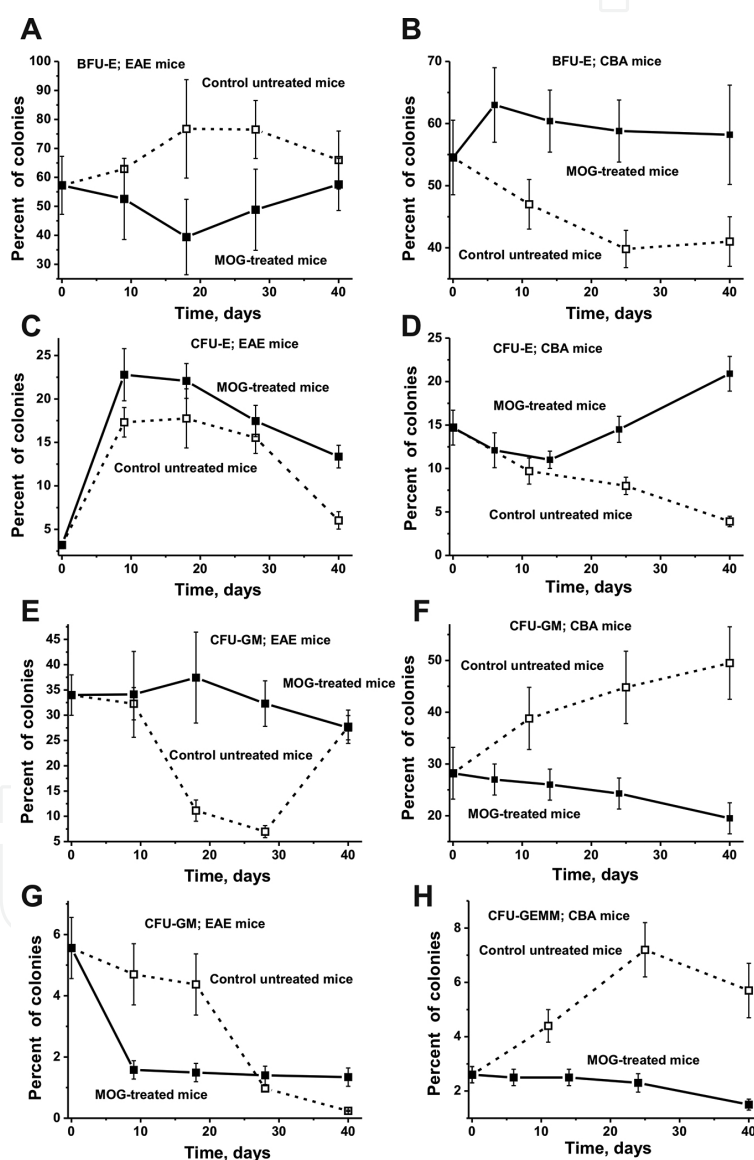 A
BFU-E; EAE mice
Control untreated mice
MOG-treated mice
Percent of colonies
100
90
80
70
60
50
40
30
0 10 20 30 40
Time, days
B
BFU-E; CBA mice
MOG-treated mice
Control untreated mice
Percent of colonies
70
60
50
40
0 10 20 30 40
Time, days
C
CFU-E; EAE mice
MOG-treated mice
Control untreated mice
Percent of colonies
25
20
15
10
5
0 10 20 30 40
Time, days
D
CFU-E; CBA mice
MOG-treated mice
Control untreated mice
Percent of colonies
25
20
15
10
5
0
0 10 20 30 40
Time, days
E
CFU-GM; EAE mice
MOG-treated mice
Control untreated mice
Percent of colonies
45
40
35
30
25
20
15
10
5
0 10 20 30 40
Time, days
F
CFU-GM; CBA mice
Control untreated mice
MOG-treated mice
Percent of colonies
50
40
30
20
0 10 20 30 40
Time, days
G
CFU-GM; EAE mice
Control untreated mice
MOG-treated mice
Percent of colonies
6
4
2
0
0 10 20 30 40
Time, days
H
CFU-GEMM; CBA mice
Control untreated mice
MOG-treated mice
Percent of colonies
8
6
4
2
0 10 20 30 40
Time, days